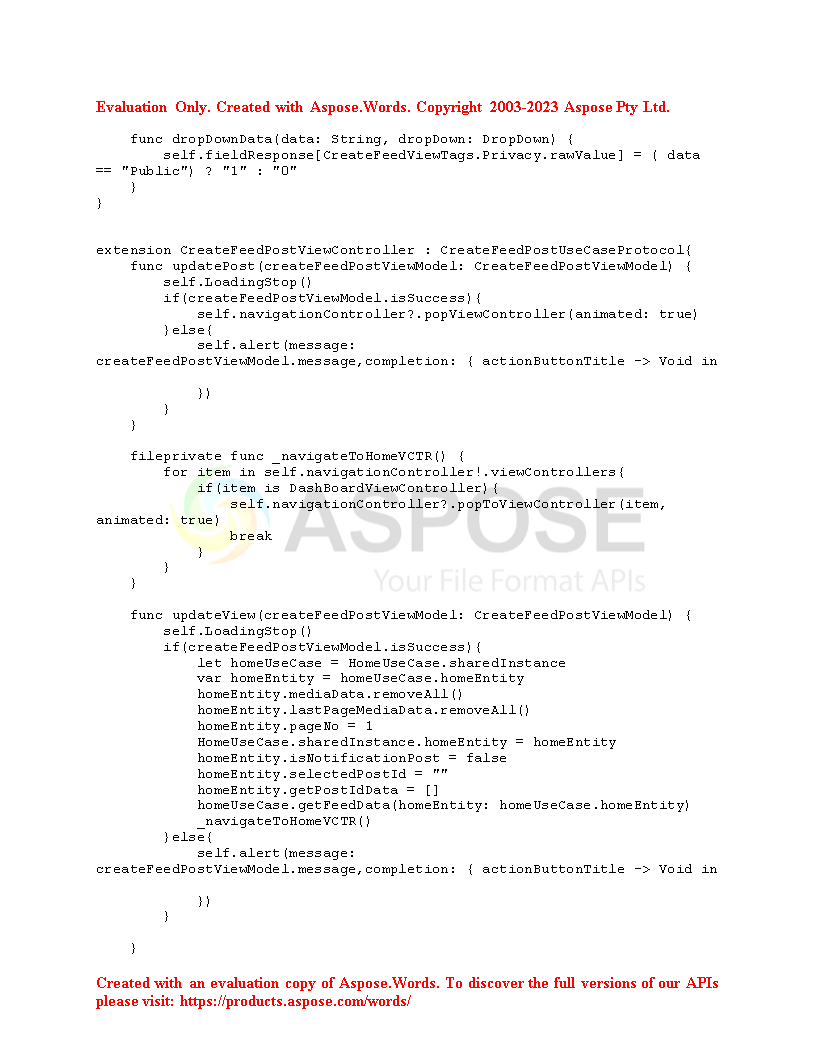 Evaluation Only. Created with Aspose.Words. Copyright 2003-2023 Aspose Pty Ltd.
    func dropDownData(data: String, dropDown: DropDown) {
        self.fieldResponse[CreateFeedViewTags.Privacy.rawValue] = ( data
== "Public") ? "1" : "0"
    }
}
extension CreateFeedPostViewController : CreateFeedPostUseCaseProtocol{
    func updatePost(createFeedPostViewModel: CreateFeedPostViewModel) {
        self.LoadingStop()
        if(createFeedPostViewModel.isSuccess){
            self.navigationController?.popViewController(animated: true)
        }else{
            self.alert(message:
createFeedPostViewModel.message,completion: { actionButtonTitle -> Void in
            })
        }
    }
    fileprivate func _navigateToHomeVCTR() {
        for item in self.navigationController!.viewControllers{
            if(item is DashBoardViewController){
                self.navigationController?.popToViewController(item,
animated: true)
                break
            }
        }
    }
ASPOSE
Your File Format APIs
    func updateView(createFeedPostViewModel: CreateFeedPostViewModel) {
        self.LoadingStop()
        if(createFeedPostViewModel.isSuccess){
            let homeUseCase = HomeUseCase.sharedInstance
            var homeEntity = homeUseCase.homeEntity
            homeEntity.mediaData.removeAll()
            homeEntity.lastPageMediaData.removeAll()
            homeEntity.pageNo = 1
            HomeUseCase.sharedInstance.homeEntity = homeEntity
            homeEntity.isNotificationPost = false
            homeEntity.selectedPostId = ""
            homeEntity.getPostIdData = []
            homeUseCase.getFeedData(homeEntity: homeUseCase.homeEntity)
            _navigateToHomeVCTR()
        }else{
            self.alert(message:
createFeedPostViewModel.message,completion: { actionButtonTitle -> Void in
            })
        }
    }
Created with an evaluation copy of Aspose.Words. To discover the full versions of our APIs
please visit: https://products.aspose.com/words/